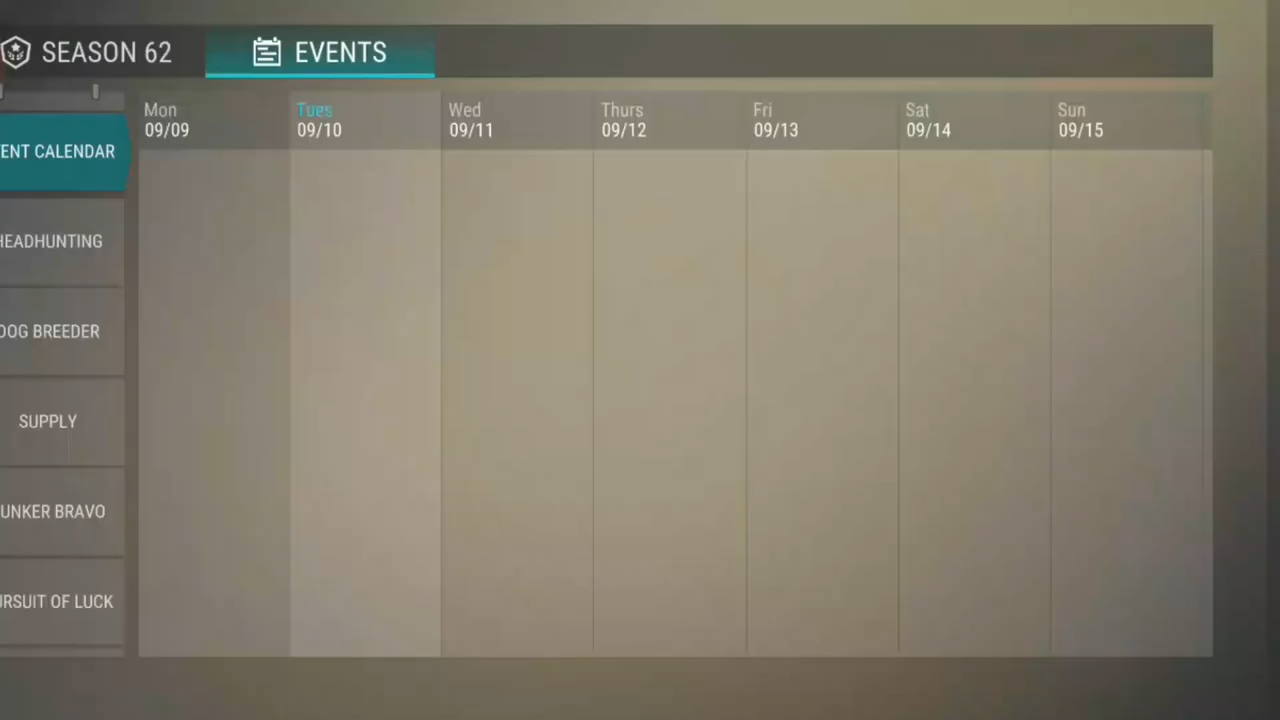 SEASON 62
EVENTS
Mon
09/09
Tues
09/10
Wed
09/11
Thurs
09/12
Fri
09/13
Sat
09/14
Sun
09/15
ENT CALENDAR
HEADHUNTING
DOG BREEDER
SUPPLY
UNKER BRAVO
RSUIT OF LUCK